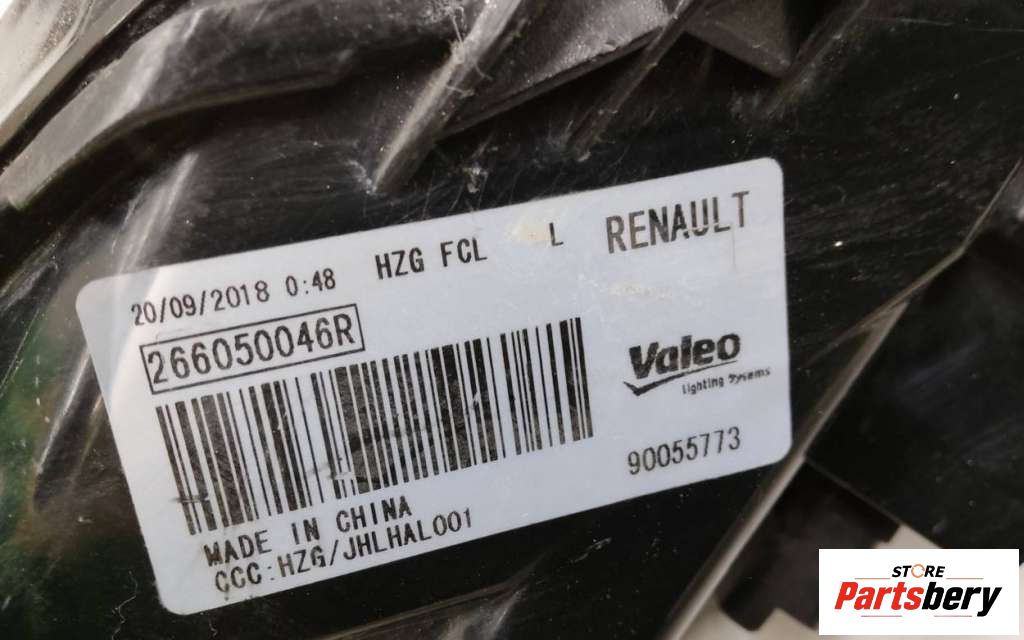 20/09/2018 0:48 HZG FCL L RENAULT
266050046R
Valeo
lighting systems
90055773
MADE IN CHINA
CCC:HZG/JHLHAL001
STORE
Partsbery